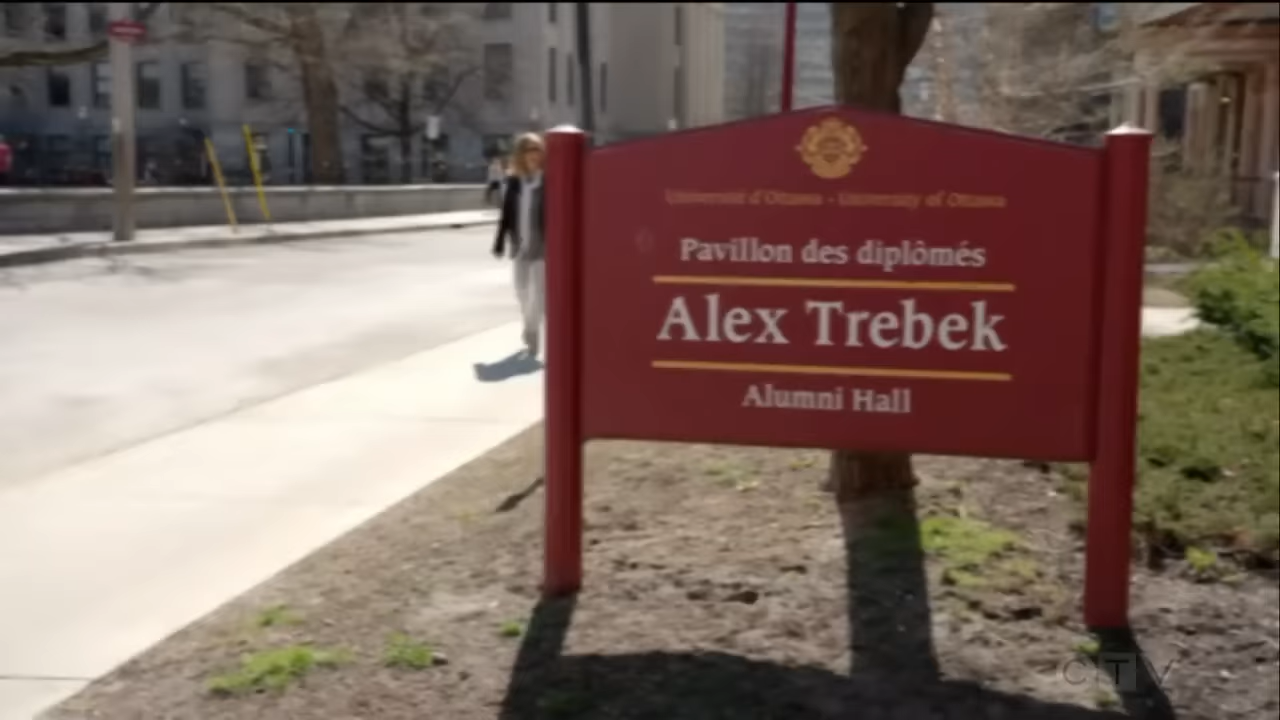 Université d'Ottawa - University of Ottawa
Pavillon des diplômés
Alex Trebek
Alumni Hall
CTV